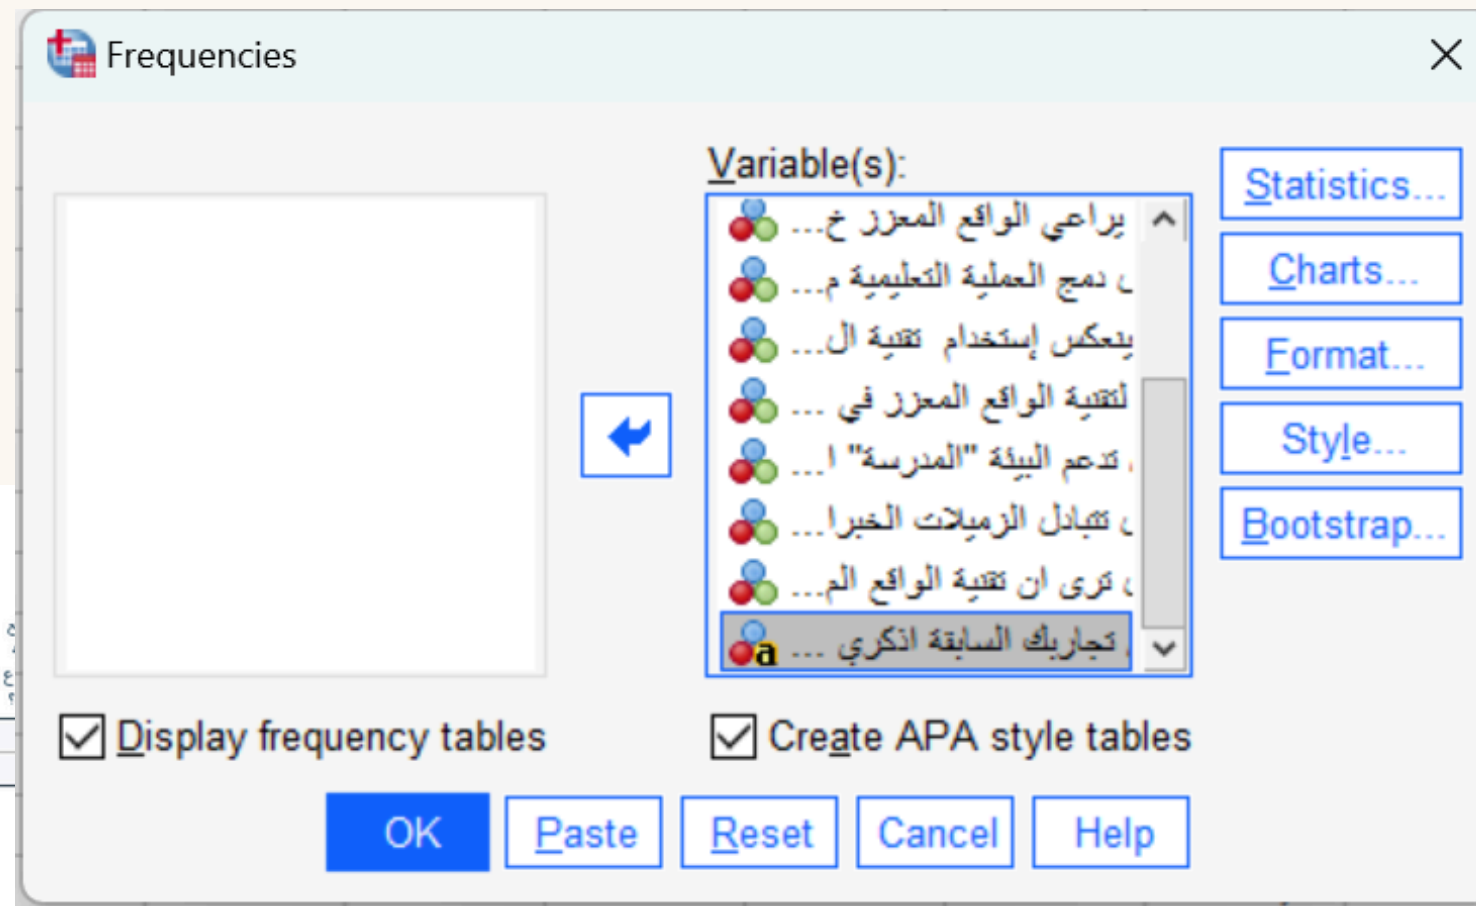 Frequencies
Variable(s):
يراعي الواقع المعزز خ...
دمج العملية التعليمية م...
ينعكس إستخدام تقنية ال...
لتقنية الواقع المعزز في ...
تدعم البيئة "المدرسة" ا...
تتبادل الزميلات الخبرا...
ترى ان تقنية الواقع الم...
تجاربك السابقة اذكري ...
Statistics...
Charts...
Format...
Style...
Bootstrap...
Display frequency tables
Create APA style tables
OK
Paste
Reset
Cancel
Help